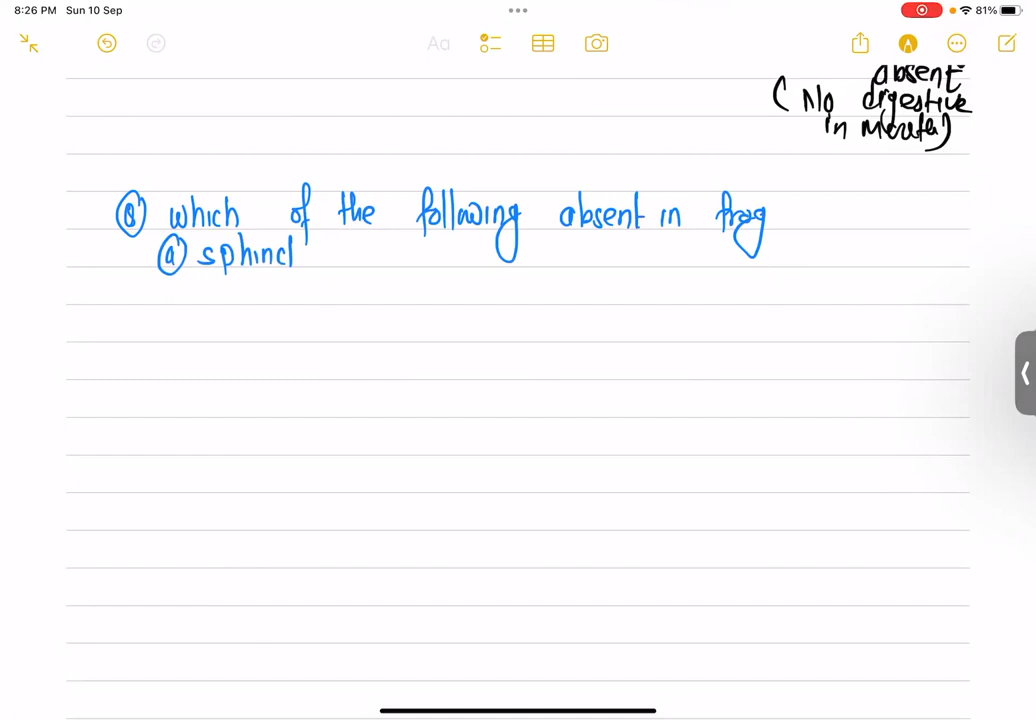 8:26 PM Sun 10 Sep
81%
Aa
absent
( No digestive
in mouth)
Q which of the following absent in frog
a sphincl